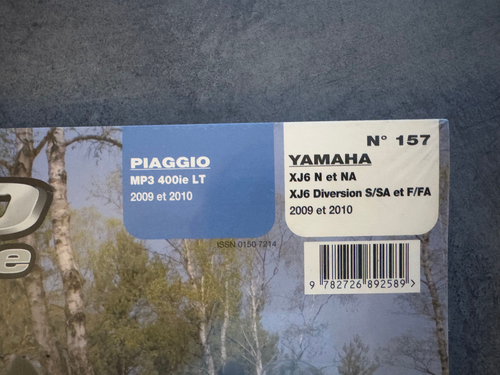 N° 157
PIAGGIO
MP3 400ie LT
2009 et 2010
YAMAHA
XJ6 N et NA
XJ6 Diversion S/SA et F/FA
2009 et 2010
ISSN 0150 7214
9 782726 892589 >
e